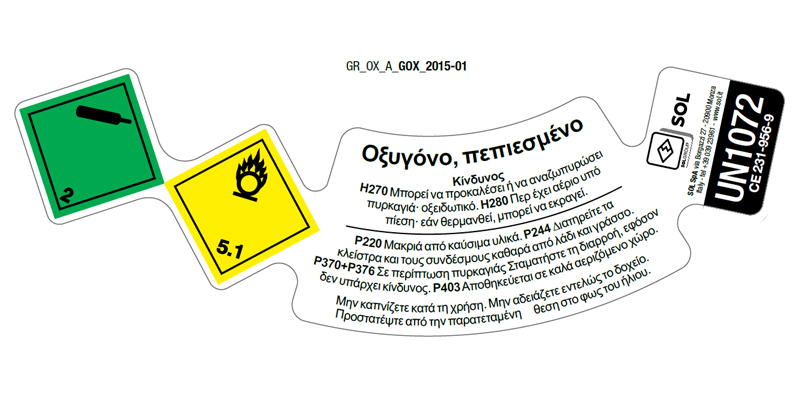 GR_OX_A_GOX_2015-01
2
5.1
Οξυγόνο, πεπιεσμένο
Κίνδυνος
H270 Μπορεί να προκαλέσει ή να αναζωπυρώσει
πυρκαγιά· οξειδωτικό. H280 Περ έχει αέριο υπό
πίεση· εάν θερμανθεί, μπορεί να εκραγεί.
P220 Μακριά από καύσιμα υλικά. P244 Διατηρείτε τα
κλείστρα και τους συνδέσμους καθαρά από λάδι και γράσσο.
P370+P376 Σε περίπτωση πυρκαγιάς Σταματήστε τη διαρροή, εφόσον
δεν υπάρχει κίνδυνος. P403 Αποθηκεύεται σε καλά αεριζόμενο χώρο.
Μην καπνίζετε κατά τη χρήση. Μην αδειάζετε εντελώς το δοχείο.
Προστατέψτε από την παρατεταμένη θεση στο φως του ήλιου.
SOL
SOLGROUP
SOL SpA via Borgazzi 27 - 20900 Monza
Italy - tel +39 039 23961 - www.sol.it
UN1072
CE 231-956-9